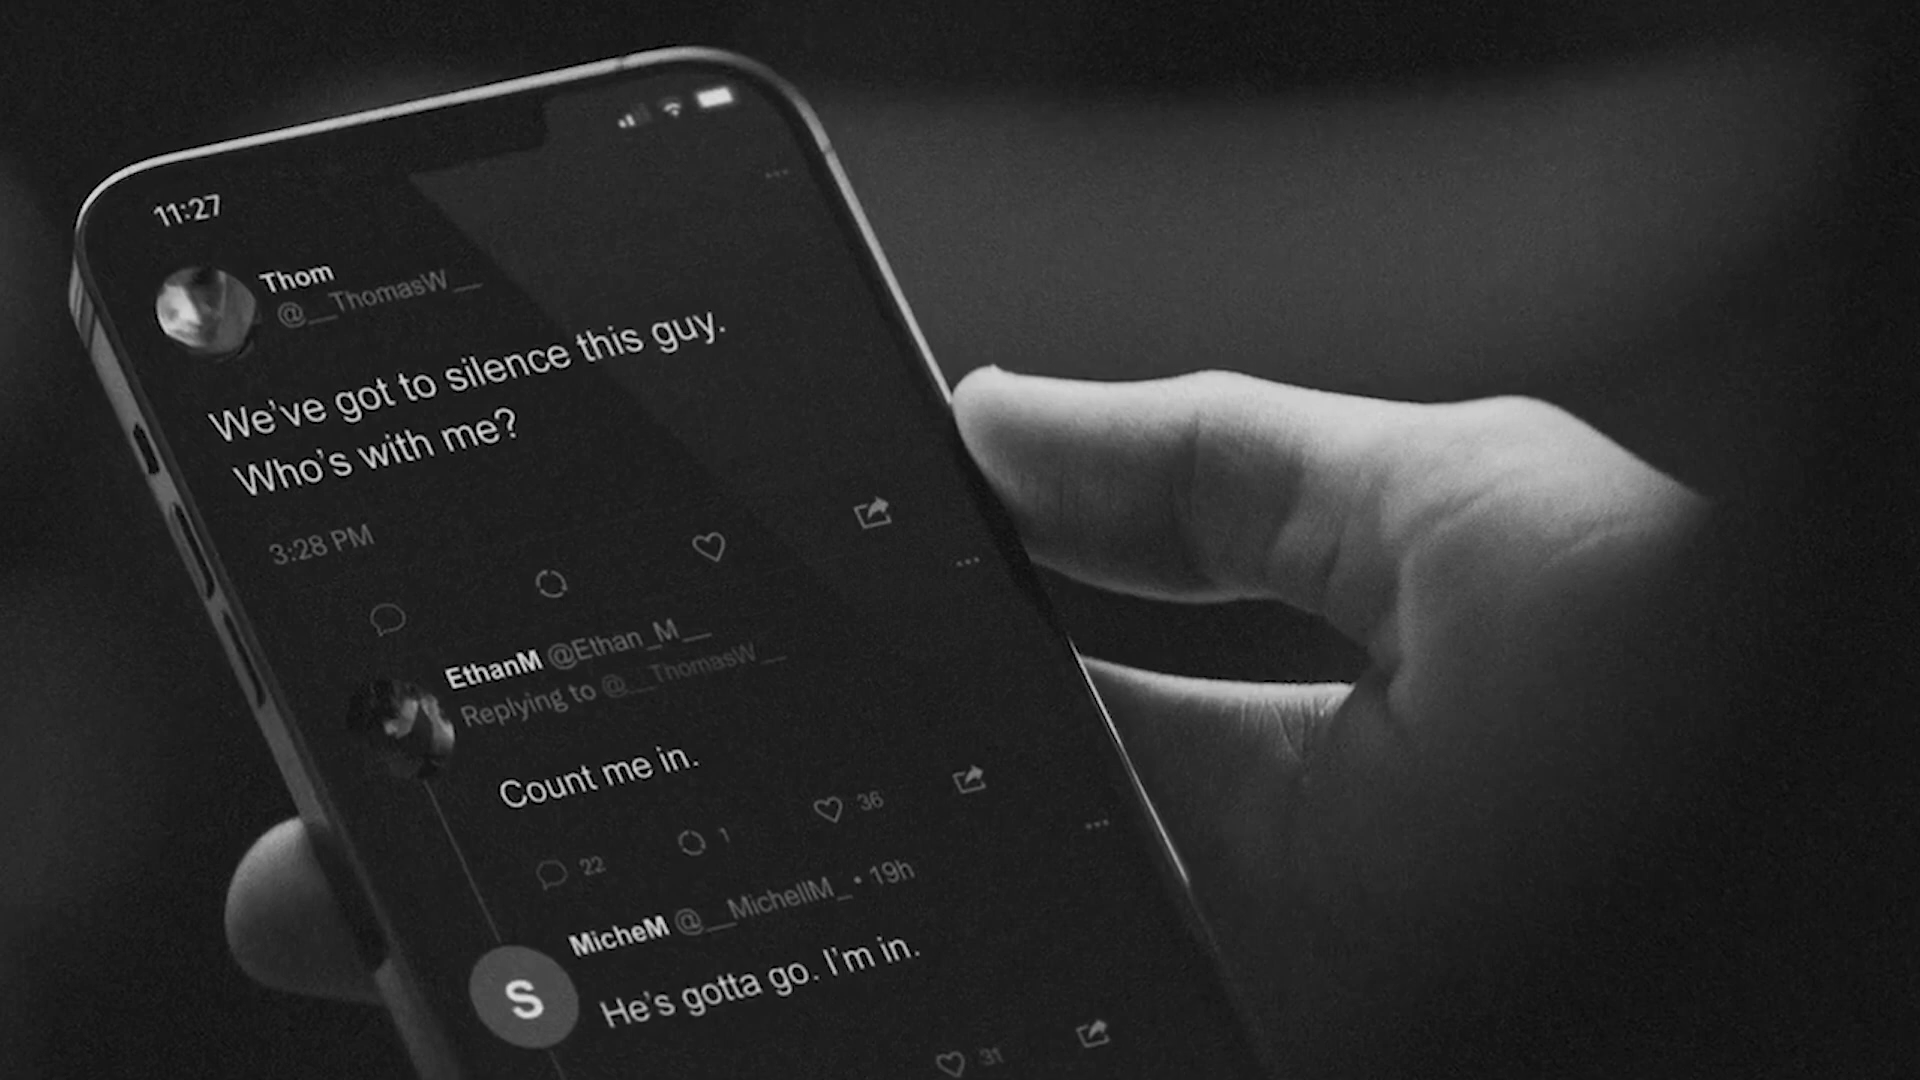 11:27
Thom
@__ThomasW__
We've got to silence this guy.
Who's with me?
3:28 PM
EthanM @Ethan_M__
Replying to @__ThomasW__
Count me in.
22 1 36
MicheM @__MichellM_ • 19h
S
He's gotta go. I'm in.
31